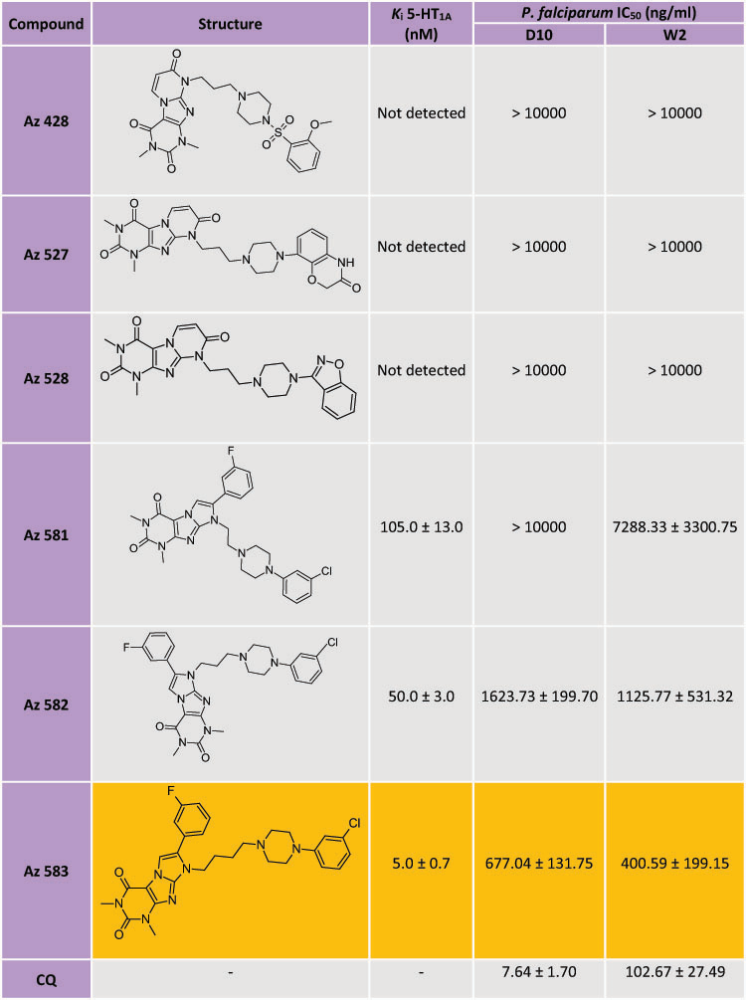 Compound Structure Ki 5-HT1A (nM) P. falciparum IC50 (ng/ml)
D10 W2
Az 428 Not detected > 10000 > 10000
Az 527 Not detected > 10000 > 10000
Az 528 Not detected > 10000 > 10000
Az 581 105.0 ± 13.0 > 10000 7288.33 ± 3300.75
Az 582 50.0 ± 3.0 1623.73 ± 199.70 1125.77 ± 531.32
Az 583 5.0 ± 0.7 677.04 ± 131.75 400.59 ± 199.15
CQ - - 7.64 ± 1.70 102.67 ± 27.49